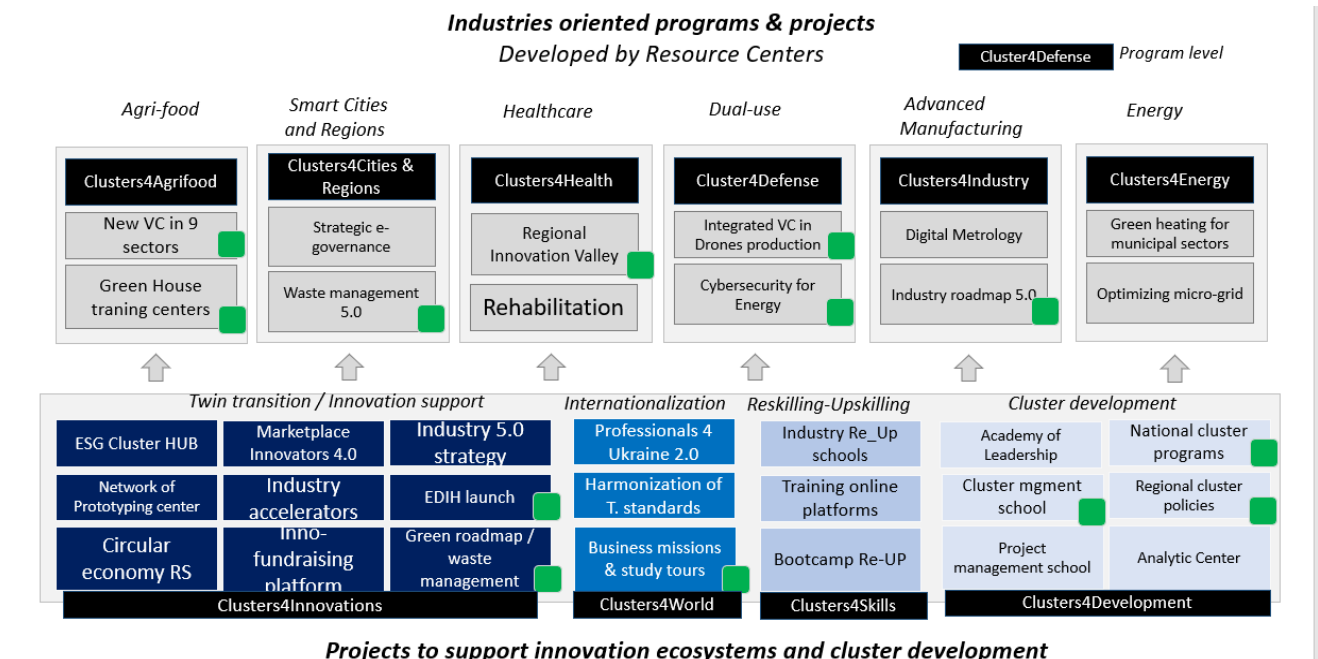 Industries oriented programs & projects
Developed by Resource Centers
Cluster4Defense
Program level
Agri-food
Smart Cities
and Regions
Healthcare
Dual-use
Advanced
Manufacturing
Energy
Clusters4Agrifood
New VC in 9
sectors
Green House
traning centers
Clusters4Cities &
Regions
Strategic e-
governance
Waste management
5.0
Clusters4Health
Regional
Innovation Valley
Rehabilitation
Cluster4Defense
Integrated VC in
Drones production
Cybersecurity for
Energy
Clusters4Industry
Digital Metrology
Industry roadmap 5.0
Clusters4Energy
Green heating for
municipal sectors
Optimizing micro-grid
Twin transition / Innovation support
ESG Cluster HUB
Marketplace
Innovators 4.0
Industry 5.0
strategy
Network of
Prototyping center
Industry
accelerators
EDIH launch
Circular
economy RS
Inno-
fundraising
platform
Green roadmap /
waste
management
Clusters4Innovations
Internationalization
Professionals 4
Ukraine 2.0
Harmonization of
T. standards
Business missions
& study tours
Clusters4World
Reskilling-Upskilling
Industry Re_Up
schools
Training online
platforms
Bootcamp Re-UP
Clusters4Skills
Cluster development
Academy of
Leadership
National cluster
programs
Cluster mgment
school
Regional cluster
policies
Project
management school
Analytic Center
Clusters4Development
Projects to support innovation ecosystems and cluster development